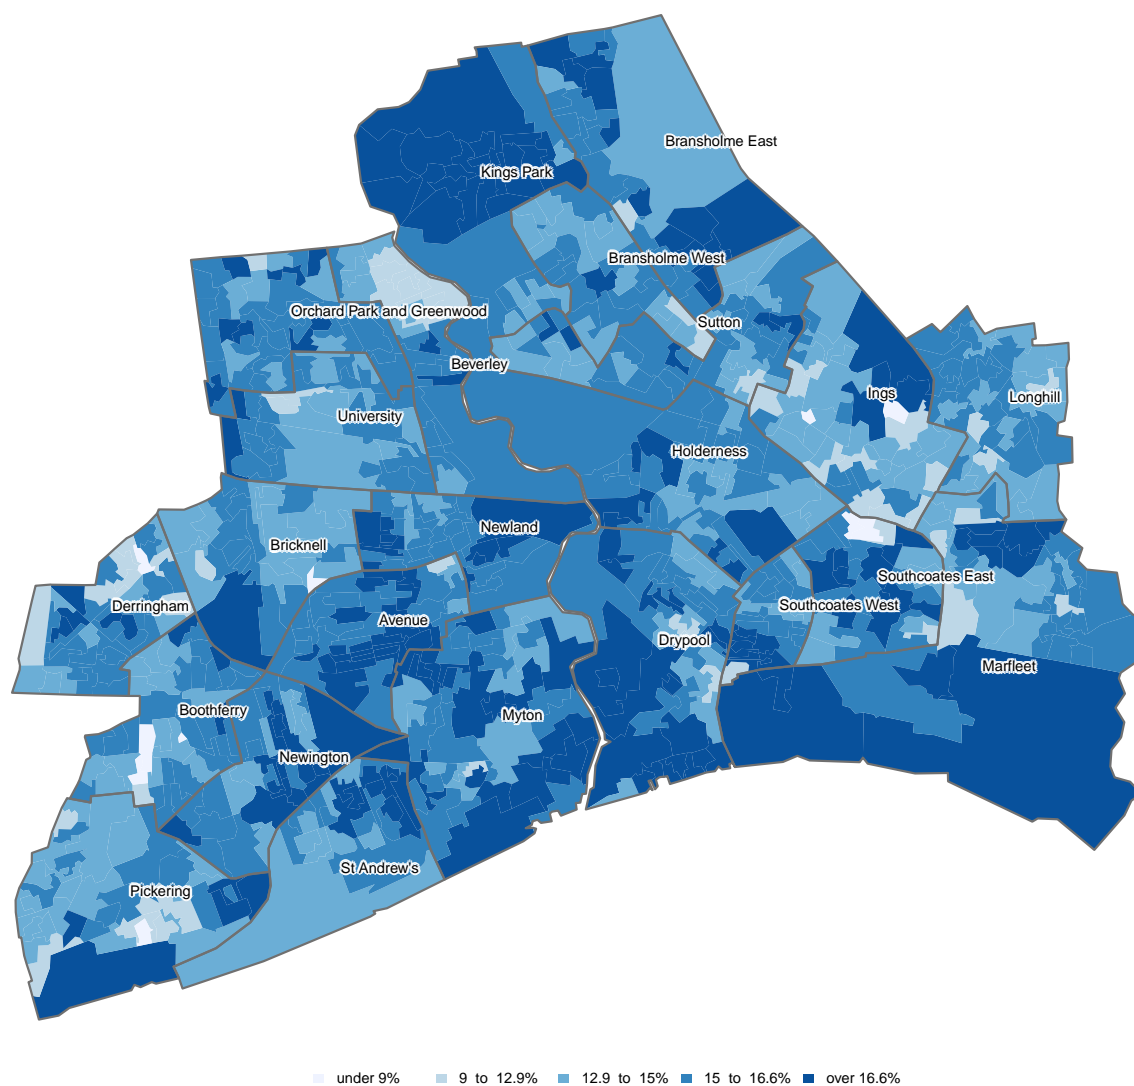 Bransholme East
Kings Park
Bransholme West
Orchard Park and Greenwood
Sutton
Beverley
Ings
Longhill
University
Holderness
Newland
Bricknell
Southcoates East
Derringham
Southcoates West
Avenue
Drypool
Marfleet
Boothferry
Myton
Newington
St Andrew's
Pickering
under 9% 9 to 12.9% 12.9 to 15% 15 to 16.6% over 16.6%